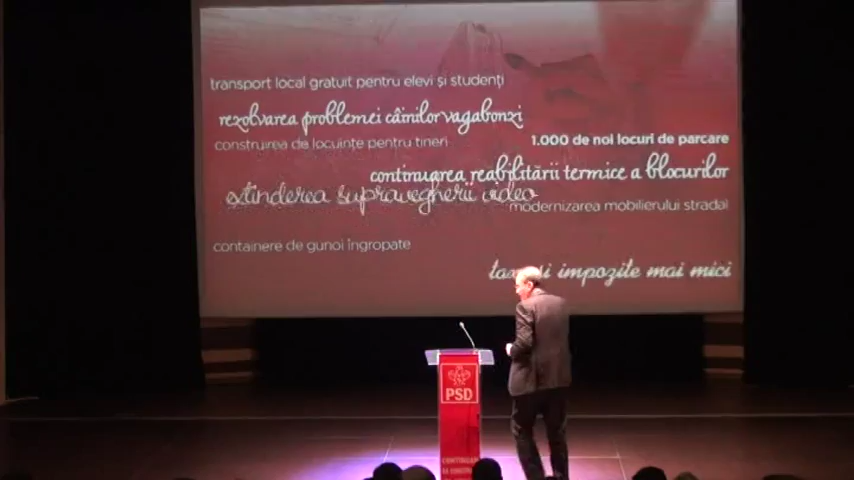 transport local gratuit pentru elevi și studenți
rezolvarea problemei câinilor vagabonzi
construirea de locuințe pentru tineri
1.000 de noi locuri de parcare
continuarea reabilitării termice a blocurilor
extinderea supravegherii video
modernizarea mobilierului stradal
containere de gunoi îngropate
impozite mai mici
PSD